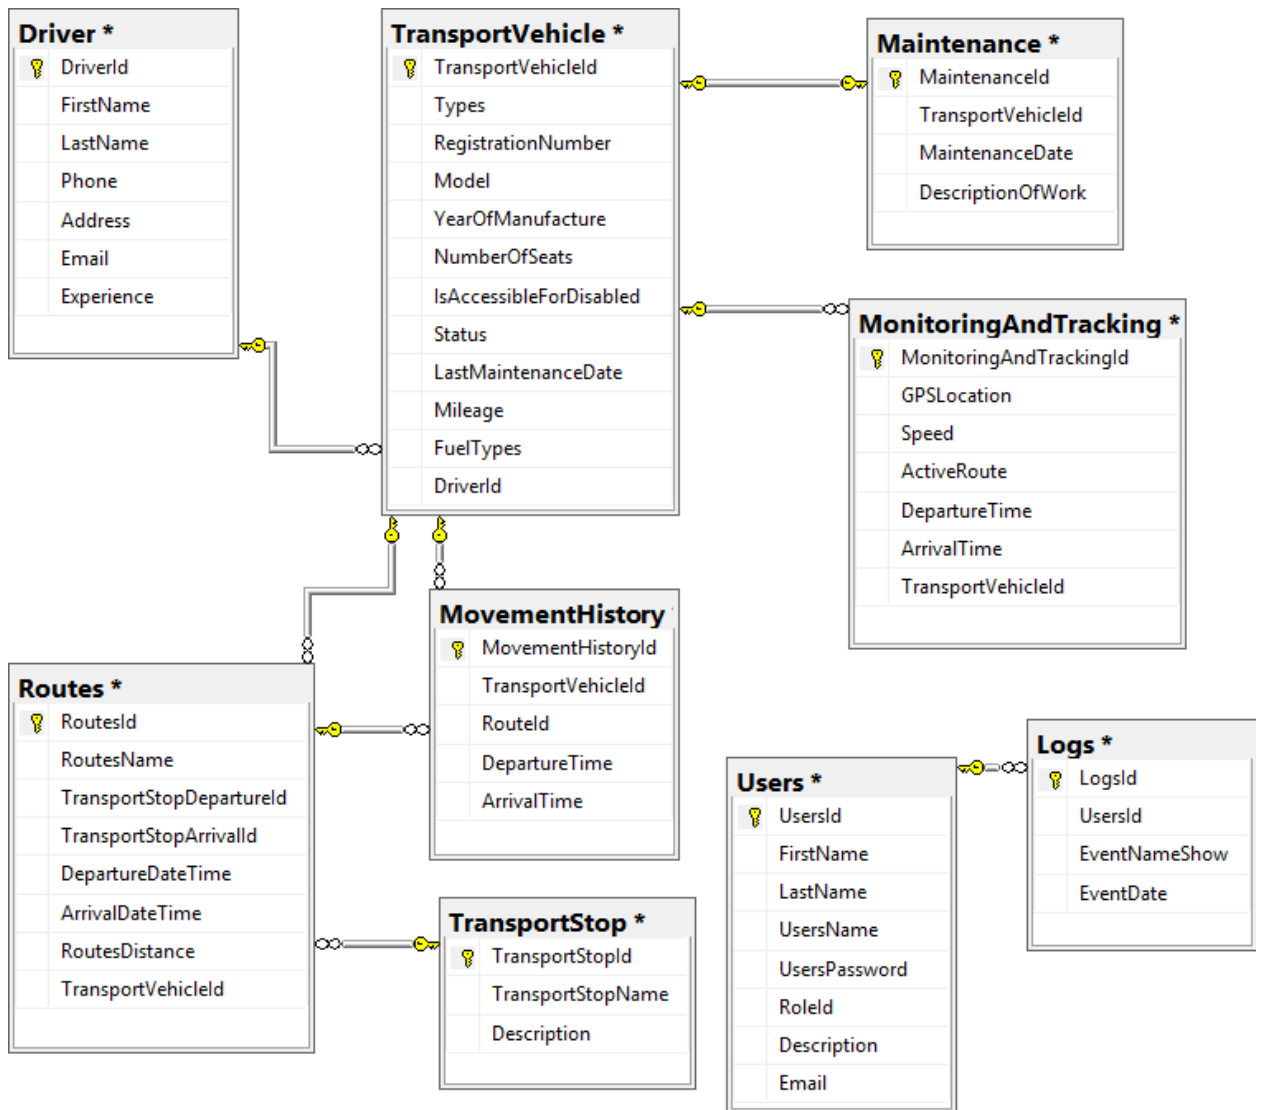 Driver *
DriverId
FirstName
LastName
Phone
Address
Email
Experience
TransportVehicle *
TransportVehicleId
Types
RegistrationNumber
Model
YearOfManufacture
NumberOfSeats
IsAccessibleForDisabled
Status
LastMaintenanceDate
Mileage
FuelTypes
DriverId
Maintenance *
MaintenanceId
TransportVehicleId
MaintenanceDate
DescriptionOfWork
MonitoringAndTracking *
MonitoringAndTrackingId
GPSLocation
Speed
ActiveRoute
DepartureTime
ArrivalTime
TransportVehicleId
MovementHistory
MovementHistoryId
TransportVehicleId
RouteId
DepartureTime
ArrivalTime
Routes *
RoutesId
RoutesName
TransportStopDepartureId
TransportStopArrivalId
DepartureDateTime
ArrivalDateTime
RoutesDistance
TransportVehicleId
TransportStop *
TransportStopId
TransportStopName
Description
Users *
UsersId
FirstName
LastName
UsersName
UsersPassword
RoleId
Description
Email
Logs *
LogsId
UsersId
EventNameShow
EventDate